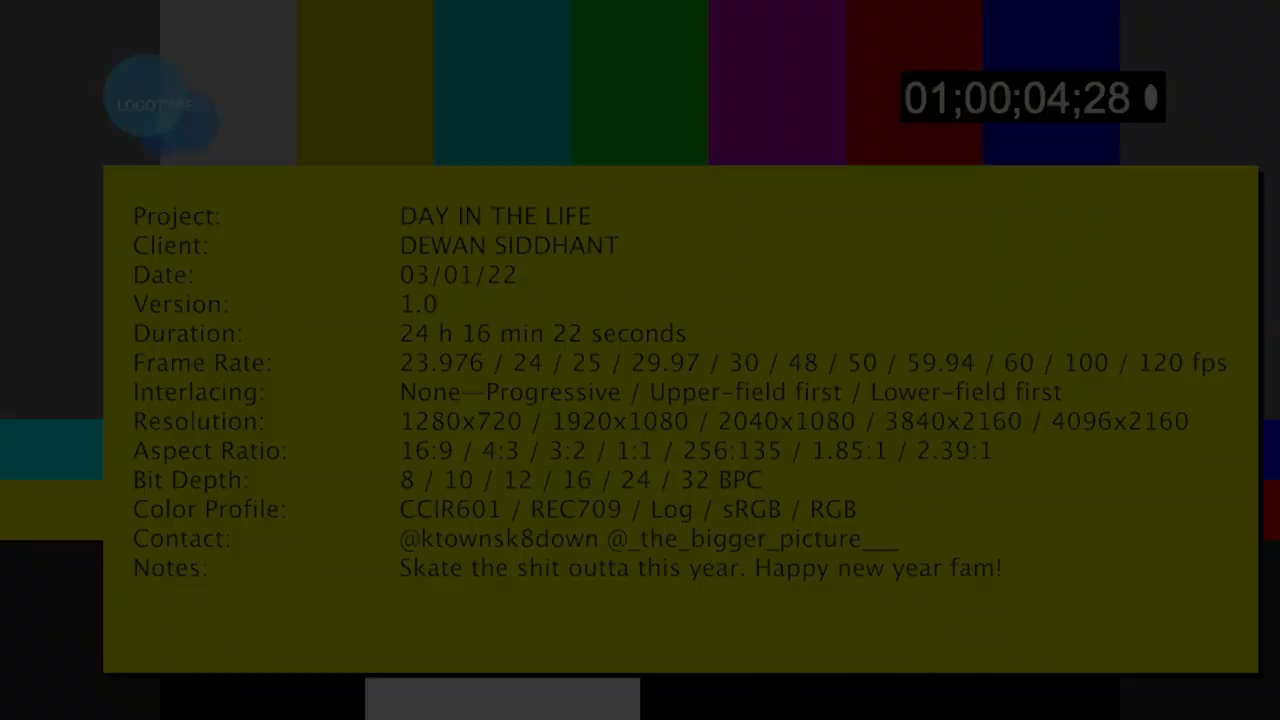 LOGOTYPE
01;00;04;28
Project: DAY IN THE LIFE
Client: DEWAN SIDDHANT
Date: 03/01/22
Version: 1.0
Duration: 24 h 16 min 22 seconds
Frame Rate: 23.976 / 24 / 25 / 29.97 / 30 / 48 / 50 / 59.94 / 60 / 100 / 120 fps
Interlacing: None—Progressive / Upper-field first / Lower-field first
Resolution: 1280x720 / 1920x1080 / 2040x1080 / 3840x2160 / 4096x2160
Aspect Ratio: 16:9 / 4:3 / 3:2 / 1:1 / 256:135 / 1.85:1 / 2.39:1
Bit Depth: 8 / 10 / 12 / 16 / 24 / 32 BPC
Color Profile: CCIR601 / REC709 / Log / sRGB / RGB
Contact: @ktownsk8down @_the_bigger_picture___
Notes: Skate the shit outta this year. Happy new year fam!